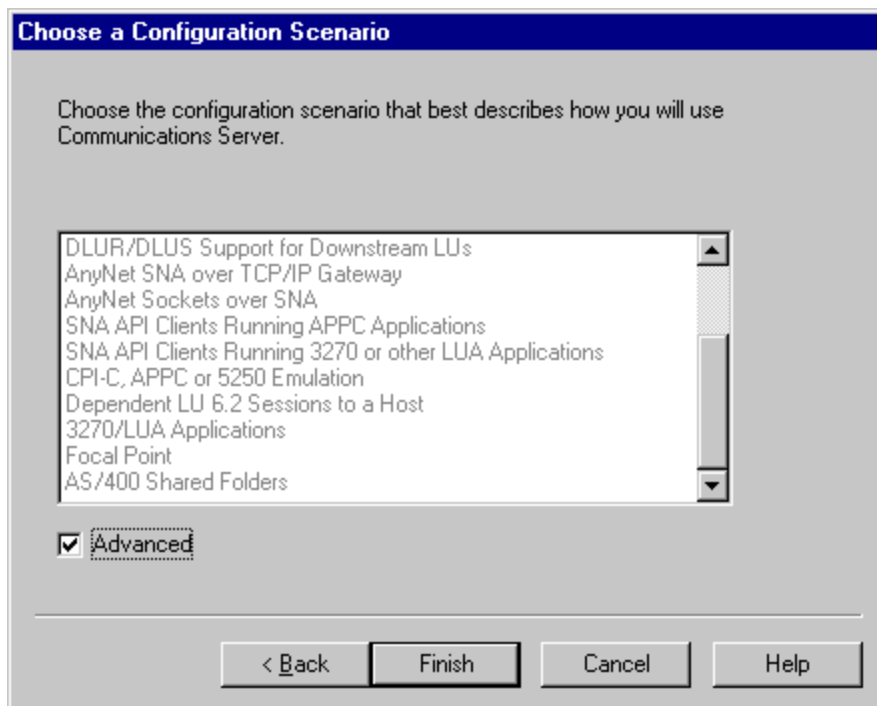 Choose a Configuration Scenario
Choose the configuration scenario that best describes how you will use
Communications Server.
DLUR/DLUS Support for Downstream LUs
AnyNet SNA over TCP/IP Gateway
AnyNet Sockets over SNA
SNA API Clients Running APPC Applications
SNA API Clients Running 3270 or other LUA Applications
CPI-C, APPC or 5250 Emulation
Dependent LU 6.2 Sessions to a Host
3270/LUA Applications
Focal Point
AS/400 Shared Folders
Advanced
< Back Finish Cancel Help